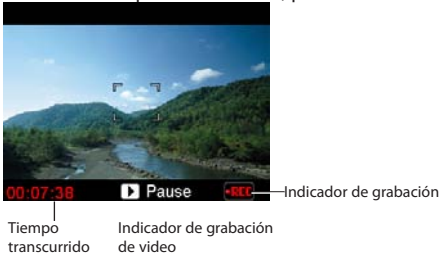 00:07:38 Pause REC Indicador de grabación
Tiempo transcurrido
Indicador de grabación de video